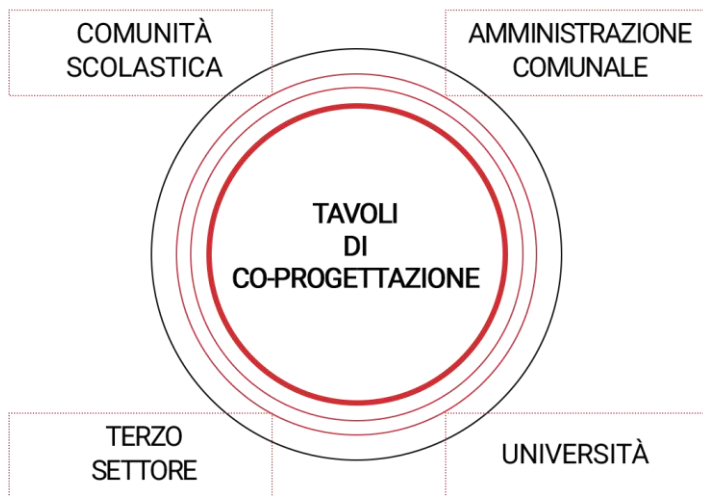 COMUNITÀ
SCOLASTICA
AMMINISTRAZIONE
COMUNALE
TAVOLI
DI
CO-PROGETTAZIONE
TERZO
SETTORE
UNIVERSITÀ